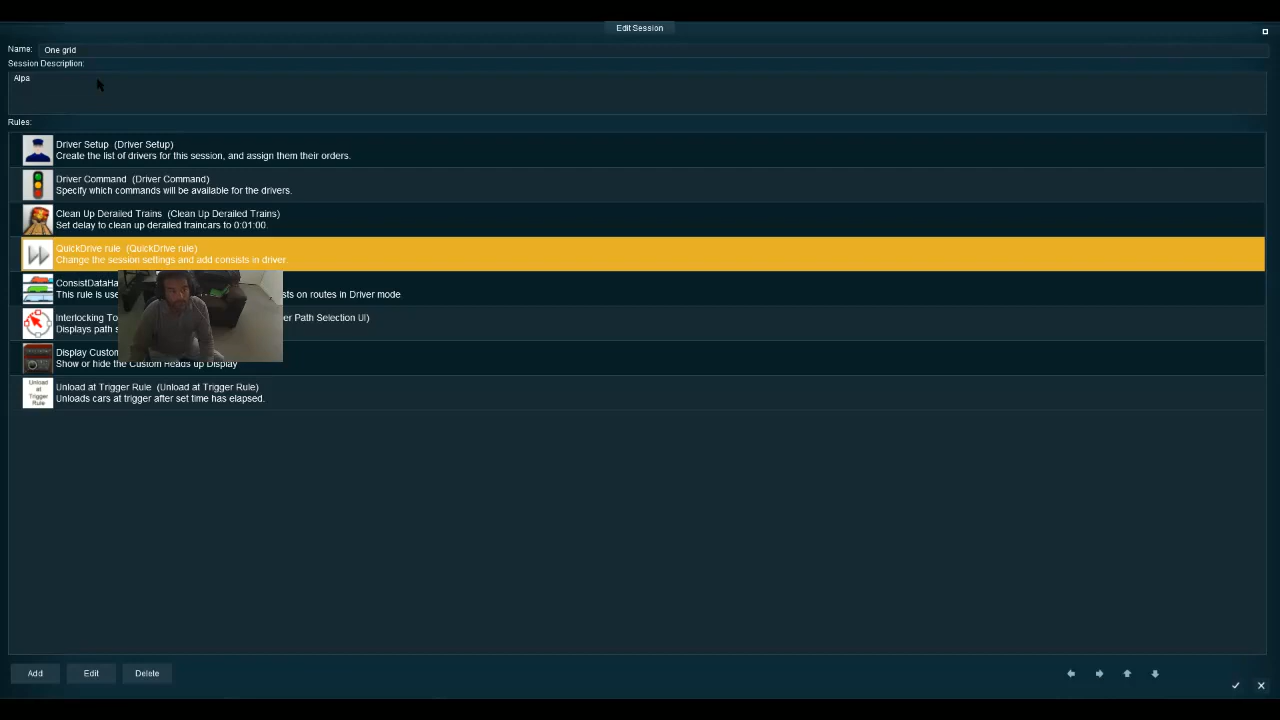 Edit Session
Name: One grid
Session Description:
Alpa
Rules:
Driver Setup (Driver Setup)
Create the list of drivers for this session, and assign them their orders.
Driver Command (Driver Command)
Specify which commands will be available for the drivers.
Clean Up Derailed Trains (Clean Up Derailed Trains)
Set delay to clean up derailed traincars to 0:01:00.
QuickDrive rule (QuickDrive rule)
Change the session settings and add consists in driver.
This rule is on routes in Driver mode
Interlocking Path Selection UI)
Displays path
Display
Show or hide the Custom Heads up Display
Unload at Trigger Rule (Unload at Trigger Rule)
Unloads cars at trigger after set time has elapsed.
Unload
at
Trigger
Rule
Add Edit Delete